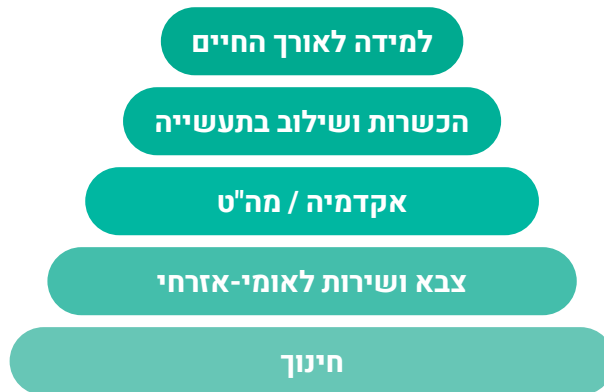 למידה לאורך החיים
הכשרות ושילוב בתעשייה
אקדמיה / מה"ט
צבא ושירות לאומי-אזרחי
חינוך